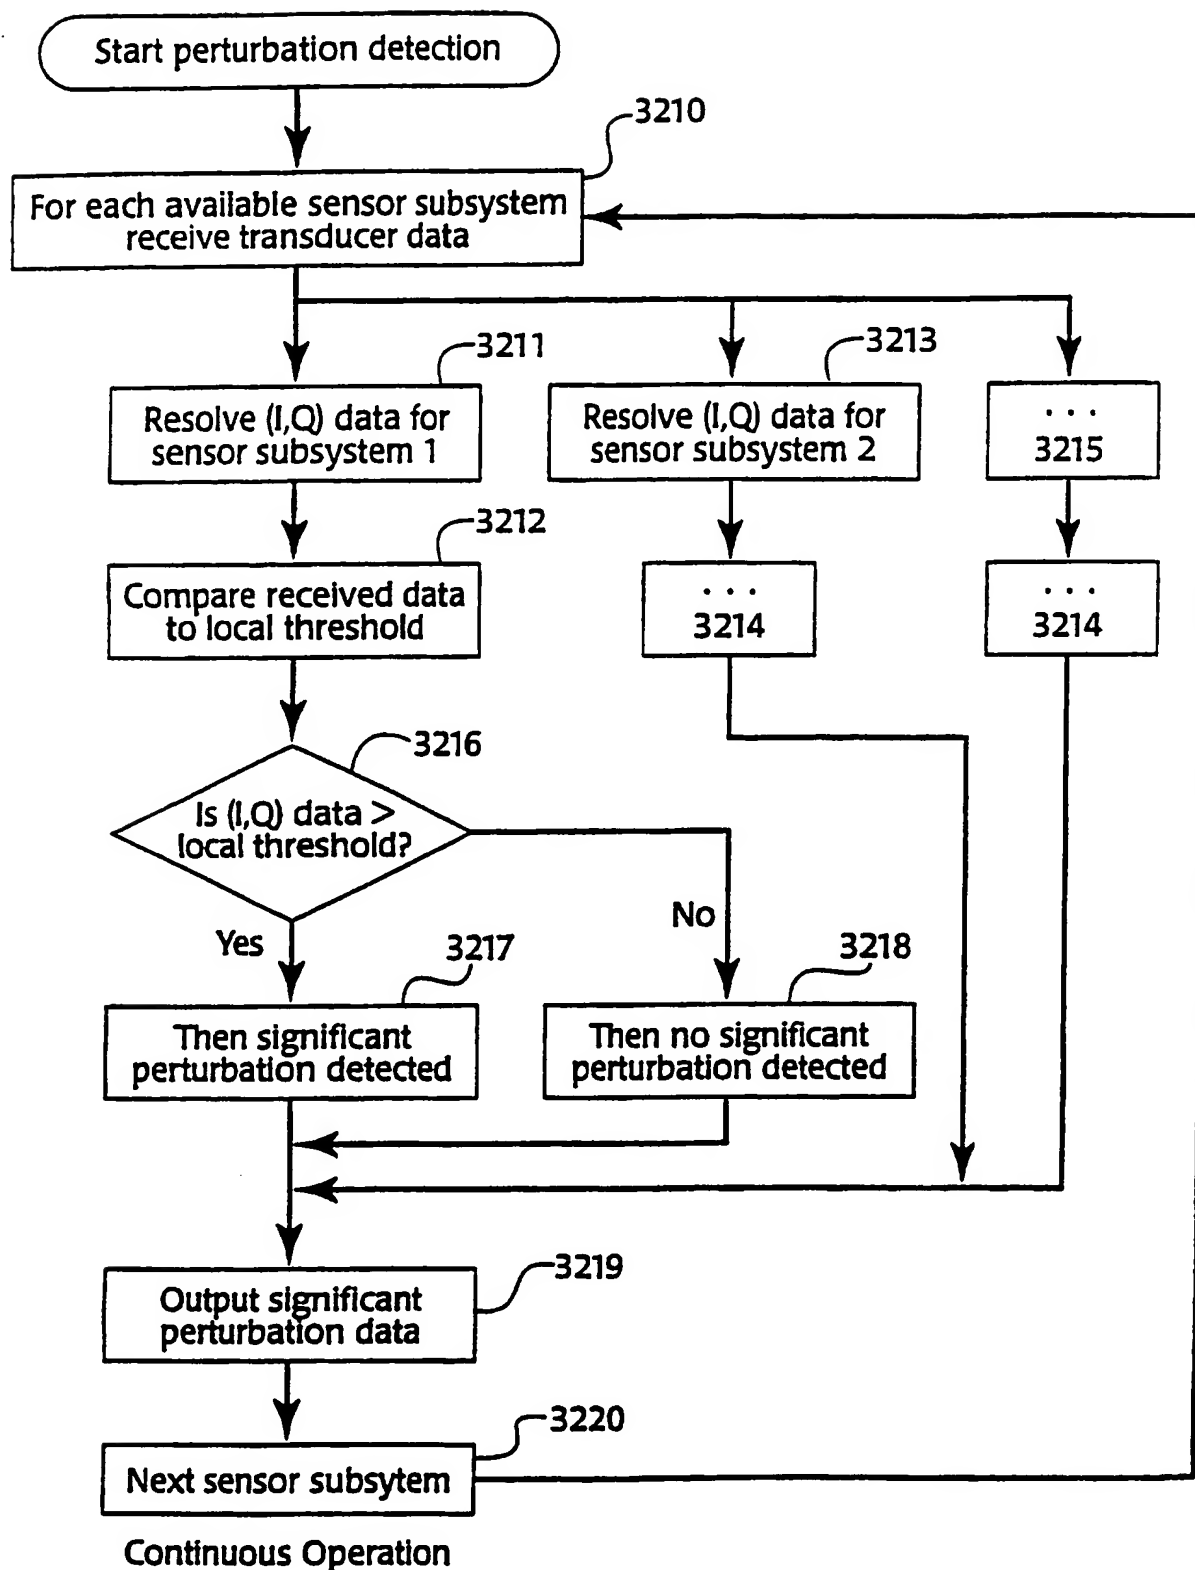 Start perturbation detection
3210
For each available sensor subsystem
receive transducer data
3211
Resolve (I,Q) data for
sensor subsystem 1
3213
Resolve (I,Q) data for
sensor subsystem 2
. . .
3215
3212
Compare received data
to local threshold
. . .
3214
. . .
3214
3216
Is (I,Q) data >
local threshold?
Yes
No
3217
Then significant
perturbation detected
3218
Then no significant
perturbation detected
3219
Output significant
perturbation data
3220
Next sensor subsytem
Continuous Operation